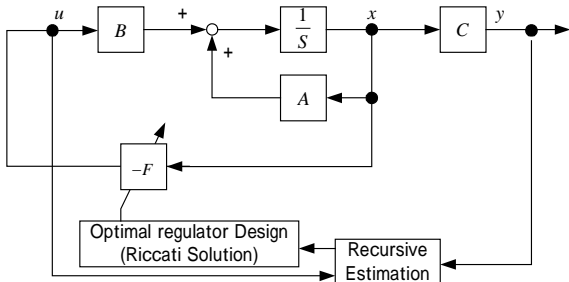 u
B
+
+
1
S
x
C
y
A
–F
Optimal regulator Design
(Riccati Solution)
Recursive
Estimation